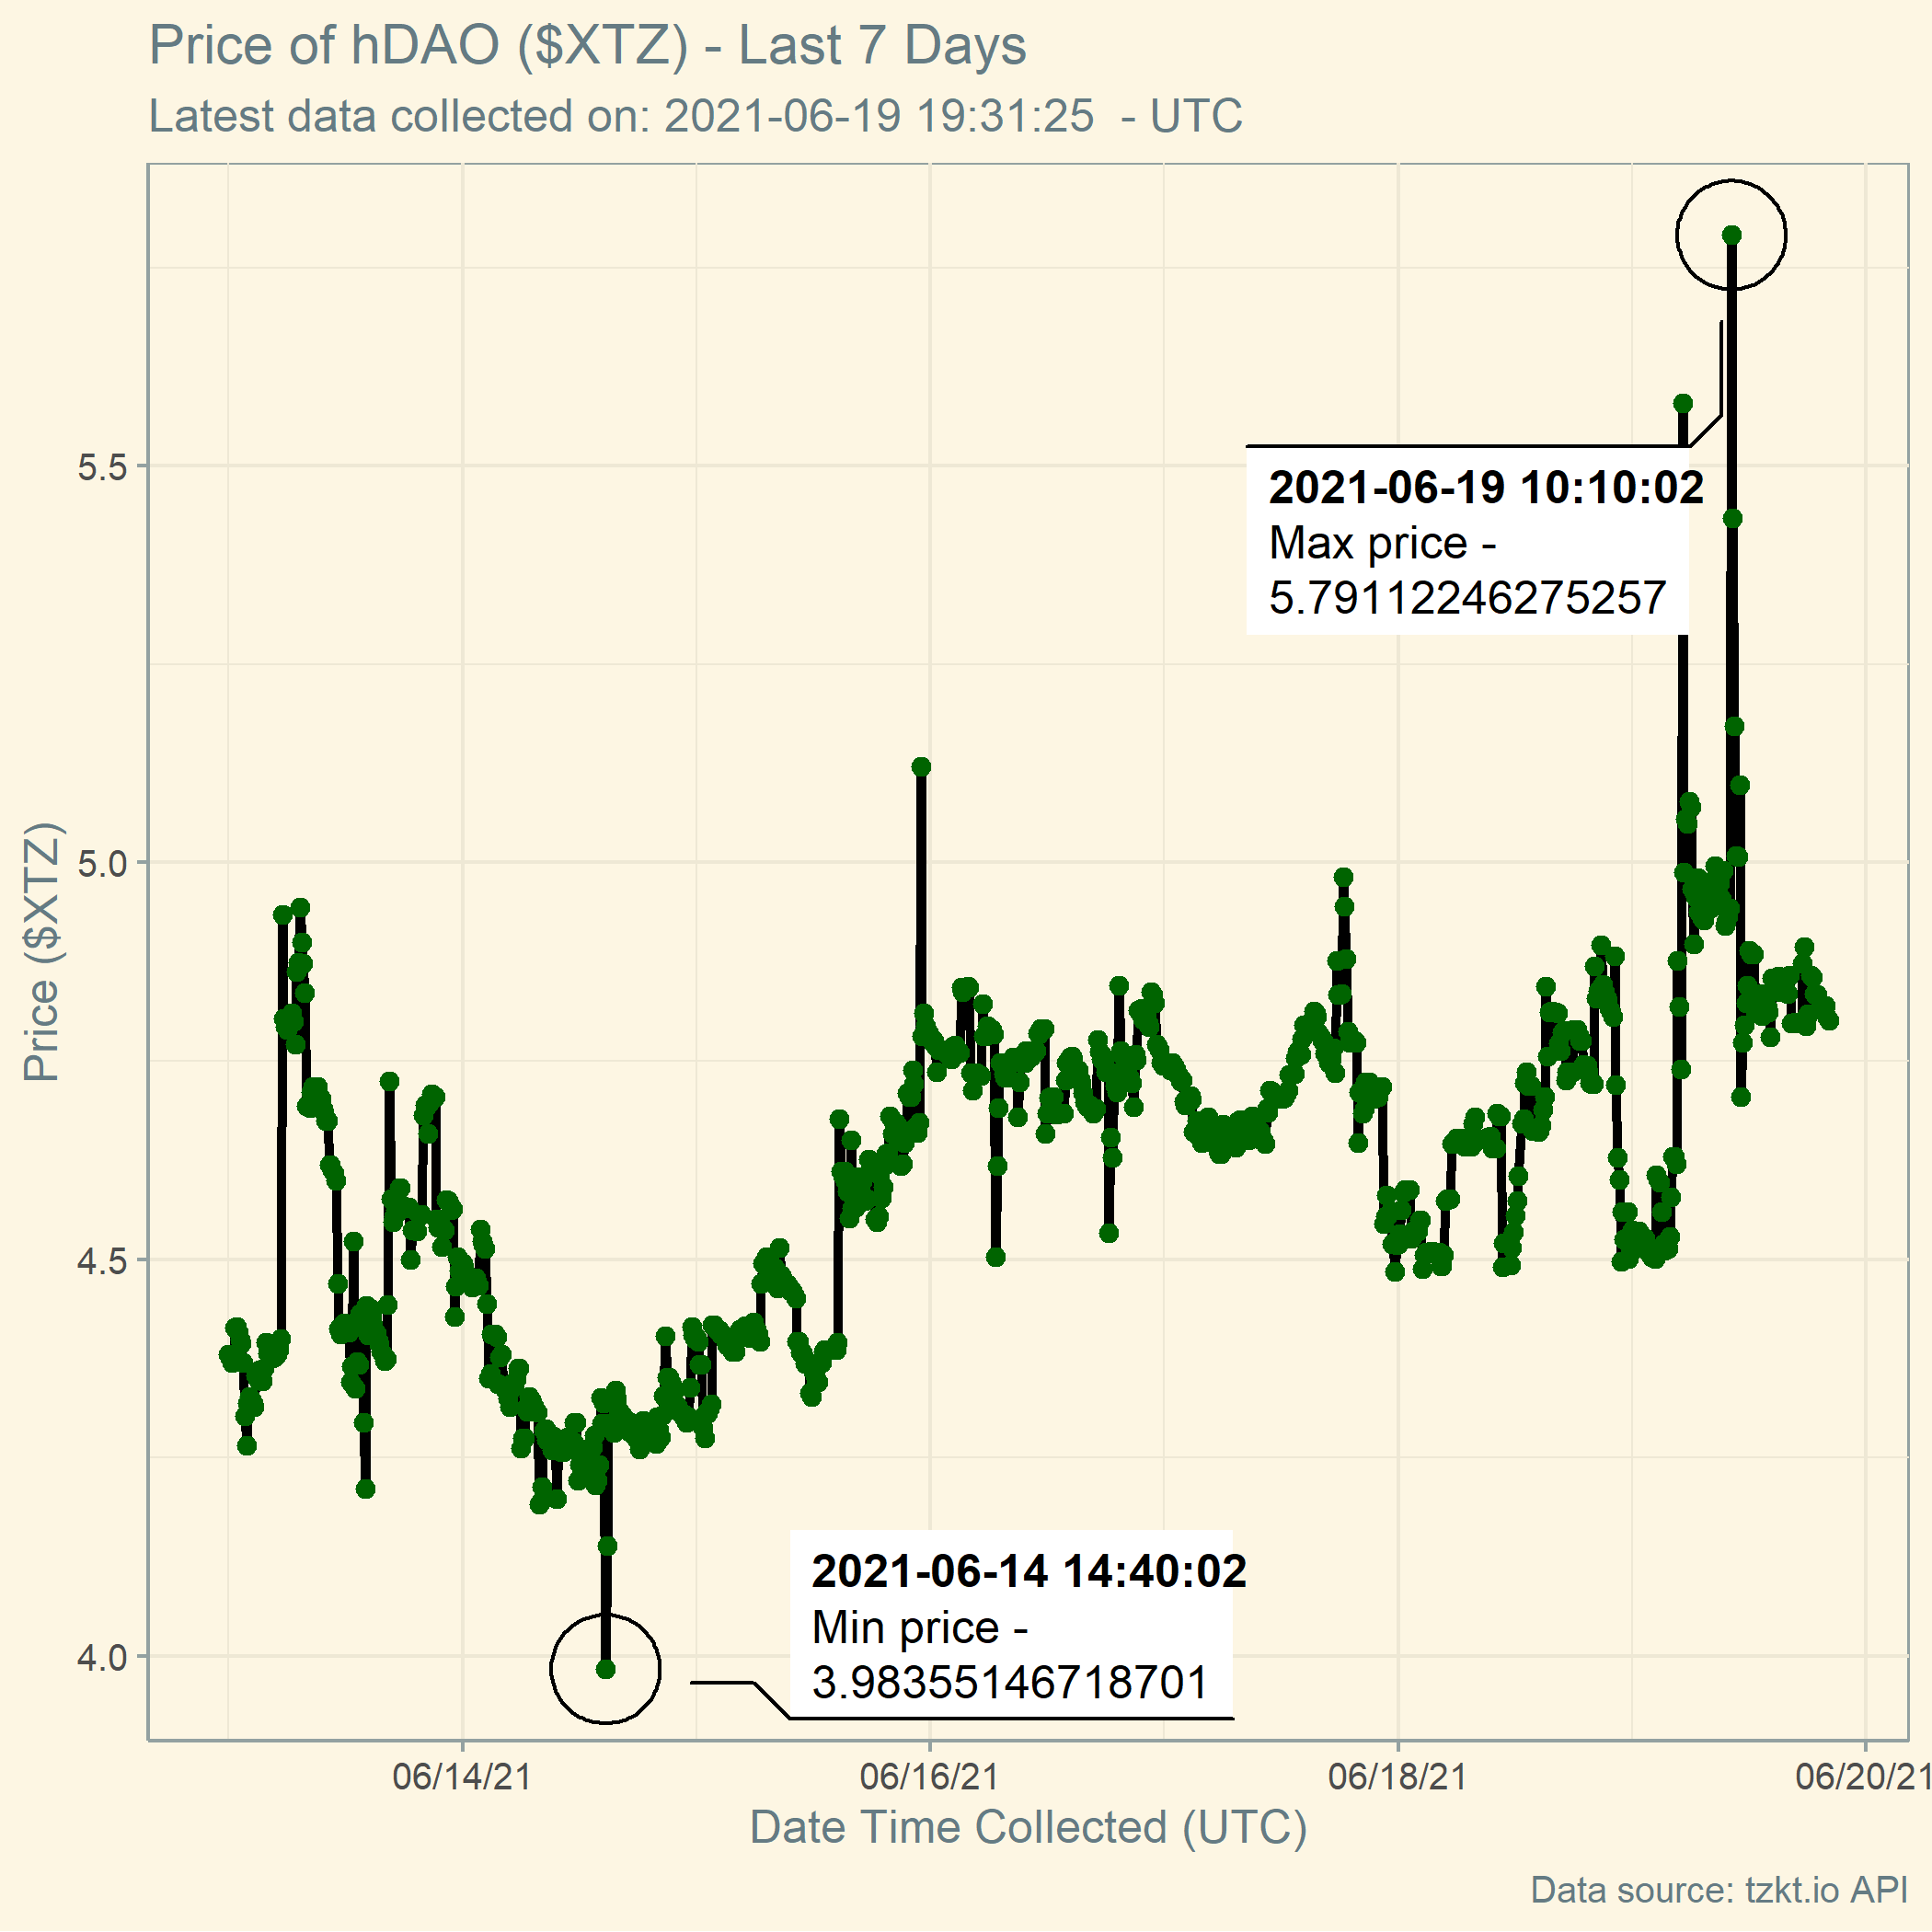 Price of hDAO ($XTZ) - Last 7 Days
Latest data collected on: 2021-06-19 19:31:25  - UTC
Price ($XTZ)
5.5
5.0
4.5
4.0
2021-06-19 10:10:02
Max price -
5.79112246275257
2021-06-14 14:40:02
Min price -
3.98355146718701
06/14/21
06/16/21
06/18/21
06/20/21
Date Time Collected (UTC)
Data source: tzkt.io API